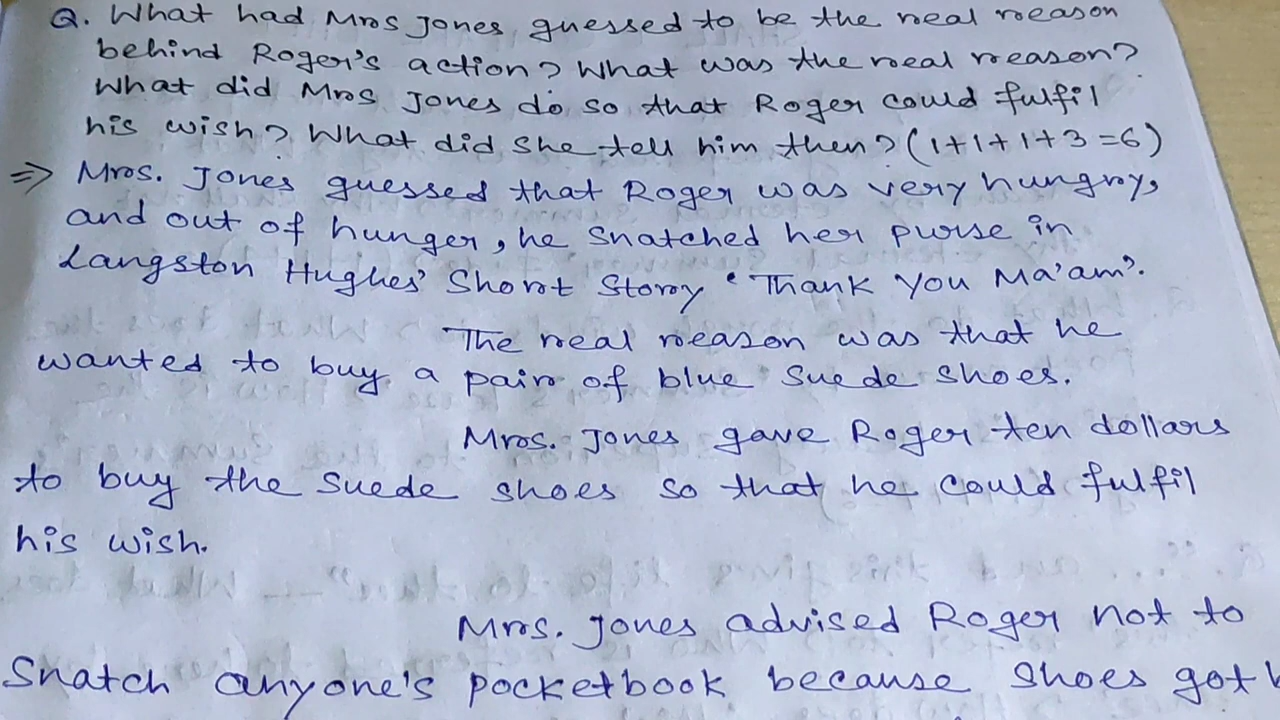 Q. What had Mrs Jones guessed to be the real reason
behind Roger's action? What was the real reason?
What did Mrs Jones do so that Roger could fulfil
his wish? What did she tell him then? (1+1+1+3=6)
⇒ Mrs. Jones guessed that Roger was very hungry,
and out of hunger, he snatched her purse in
Langston Hughes' Short Story 'Thank You Ma'am'.
The real reason was that he
wanted to buy a pair of blue suede shoes.
Mrs. Jones gave Roger ten dollars
to buy the suede shoes so that he could fulfil
his wish.
Mrs. Jones advised Roger not to
snatch anyone's pocketbook because shoes got